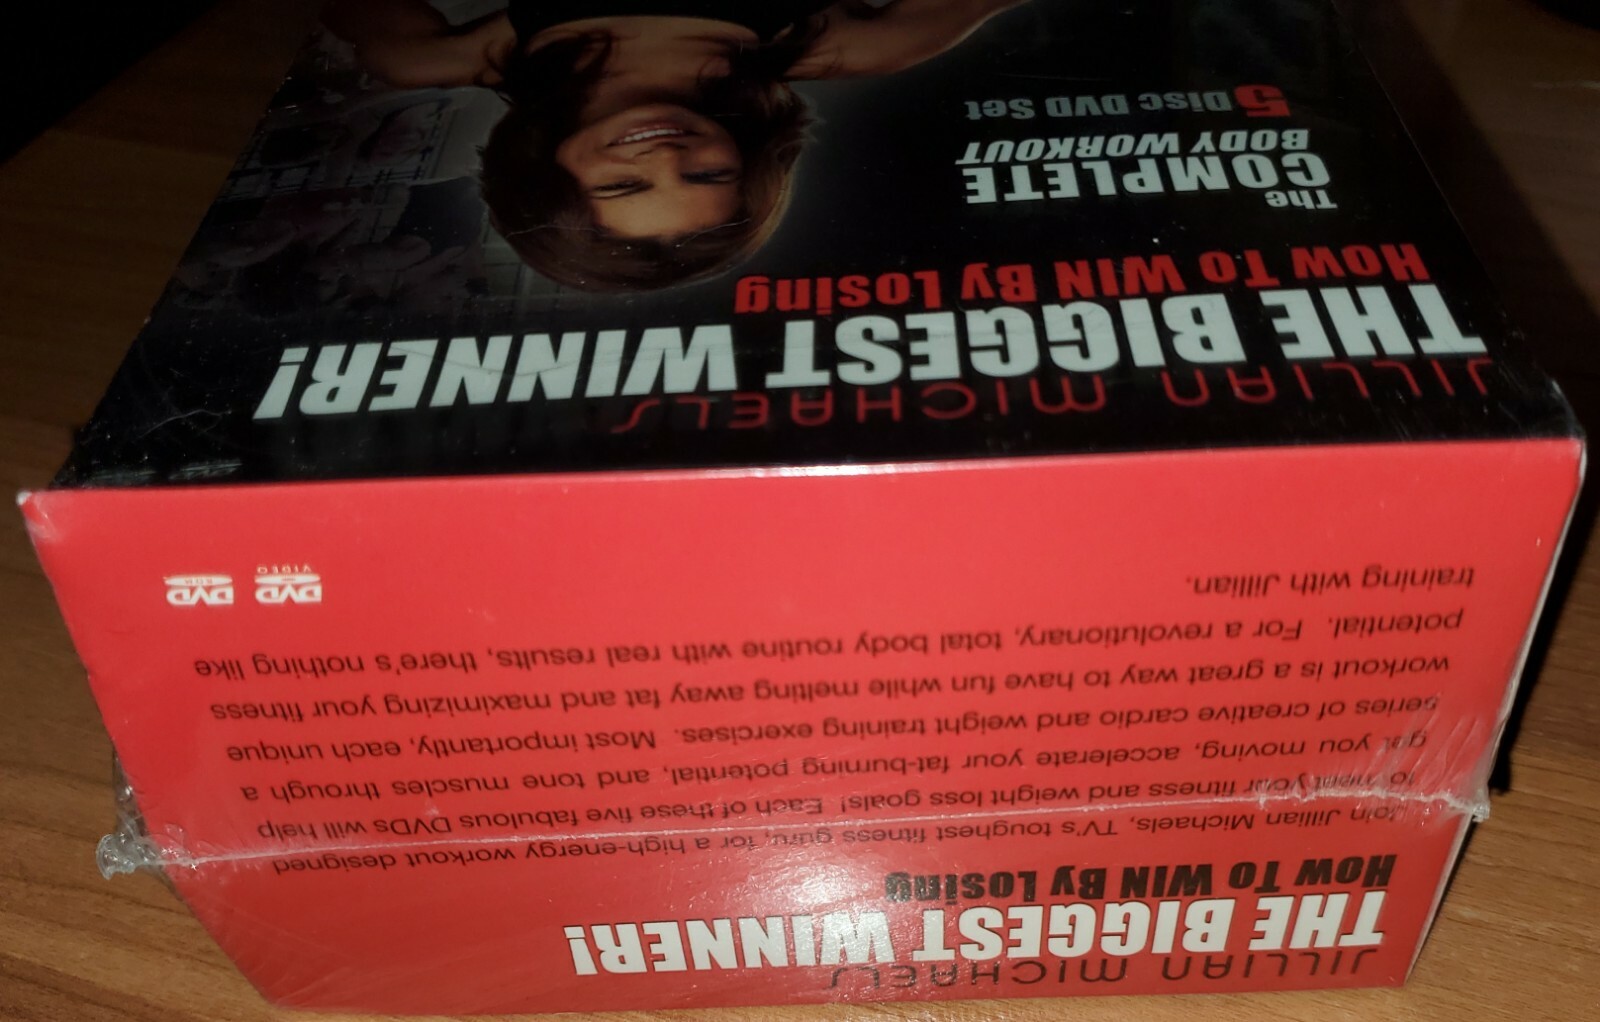 JILLIAN MICHAELS
THE BIGGEST WINNER!
How To WIN By Losing
The
COMPLETE
BODY WORKOUT
5 Disc DVD Set
JILLIAN MICHAELS
THE BIGGEST WINNER!
How To WIN By Losing
Join Jillian Michaels, TV's toughest fitness guru, for a high-energy workout designed
to meet your fitness and weight loss goals! Each of these five fabulous DVDs will help
get you moving, accelerate your fat-burning potential, and tone muscles through a
series of creative cardio and weight training exercises. Most importantly, each unique
workout is a great way to have fun while melting away fat and maximizing your fitness
potential. For a revolutionary, total body routine with real results, there's nothing like
training with Jillian.
DVD VIDEO
DVD ROM